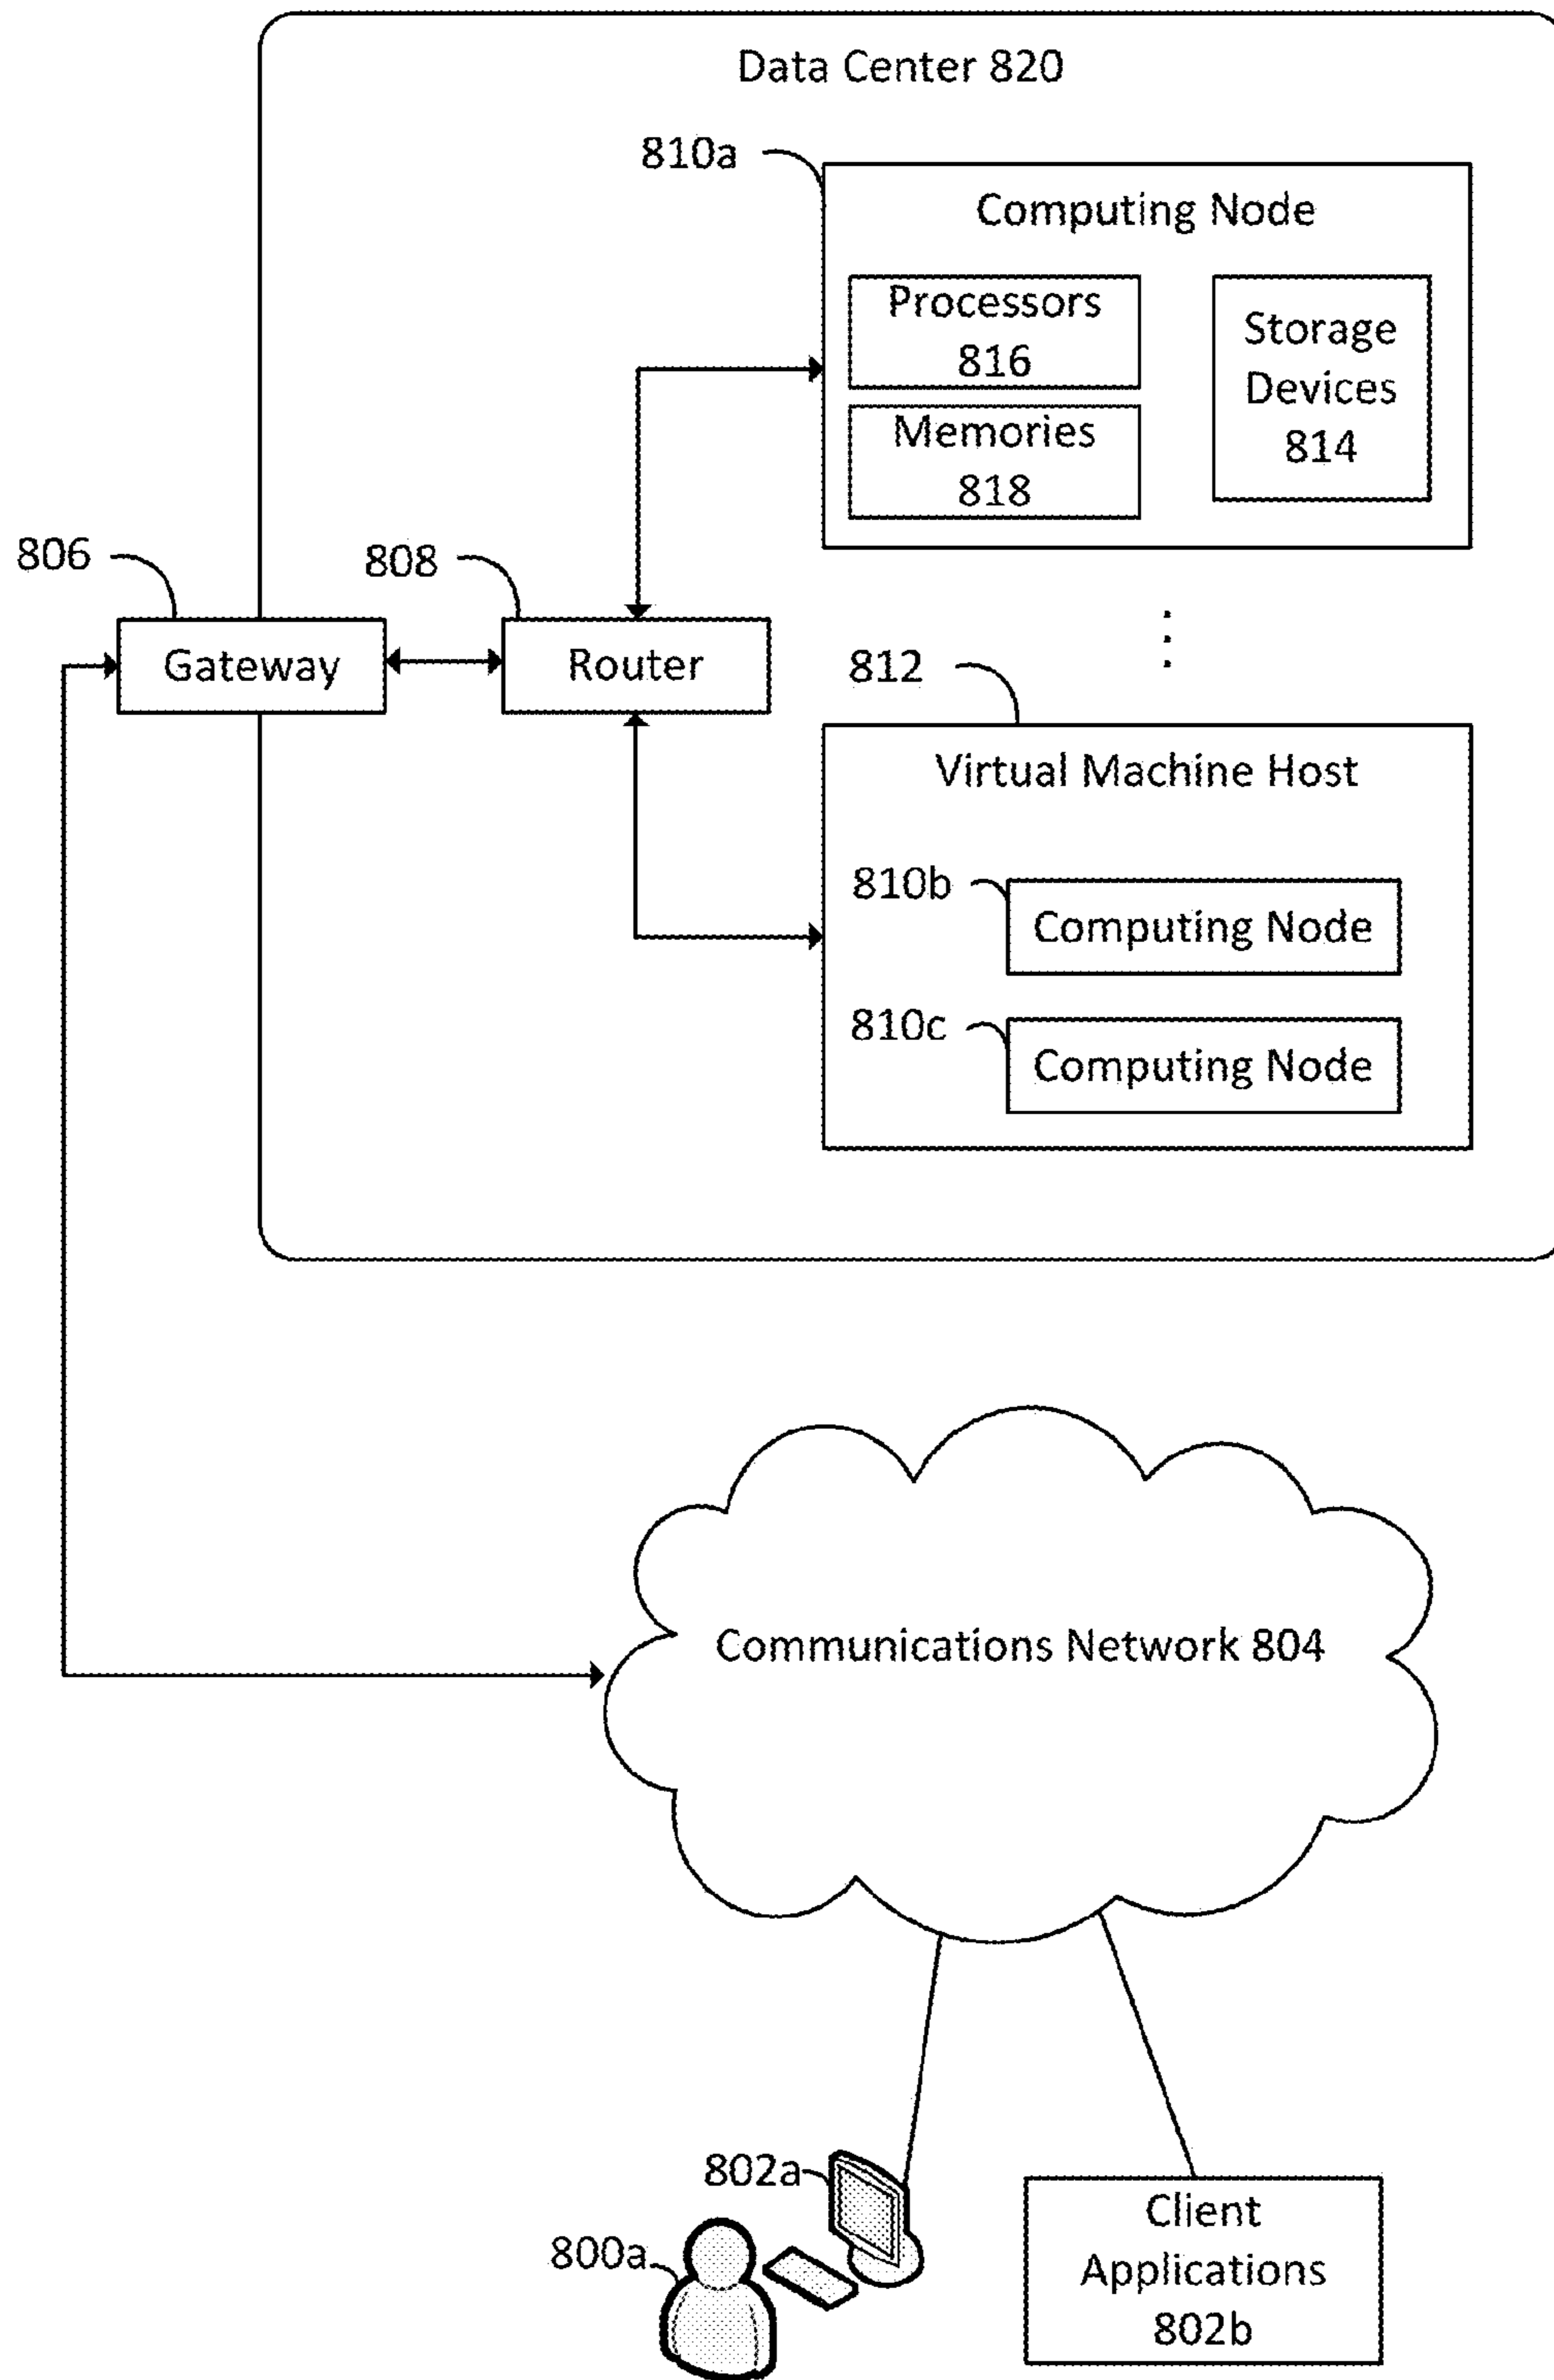 Data Center 820
810a
Computing Node
Processors
816
Storage
Devices
814
Memories
818
806
808
Gateway
Router
812
Virtual Machine Host
810b
Computing Node
810c
Computing Node
Communications Network 804
802a
800a
Client
Applications
802b